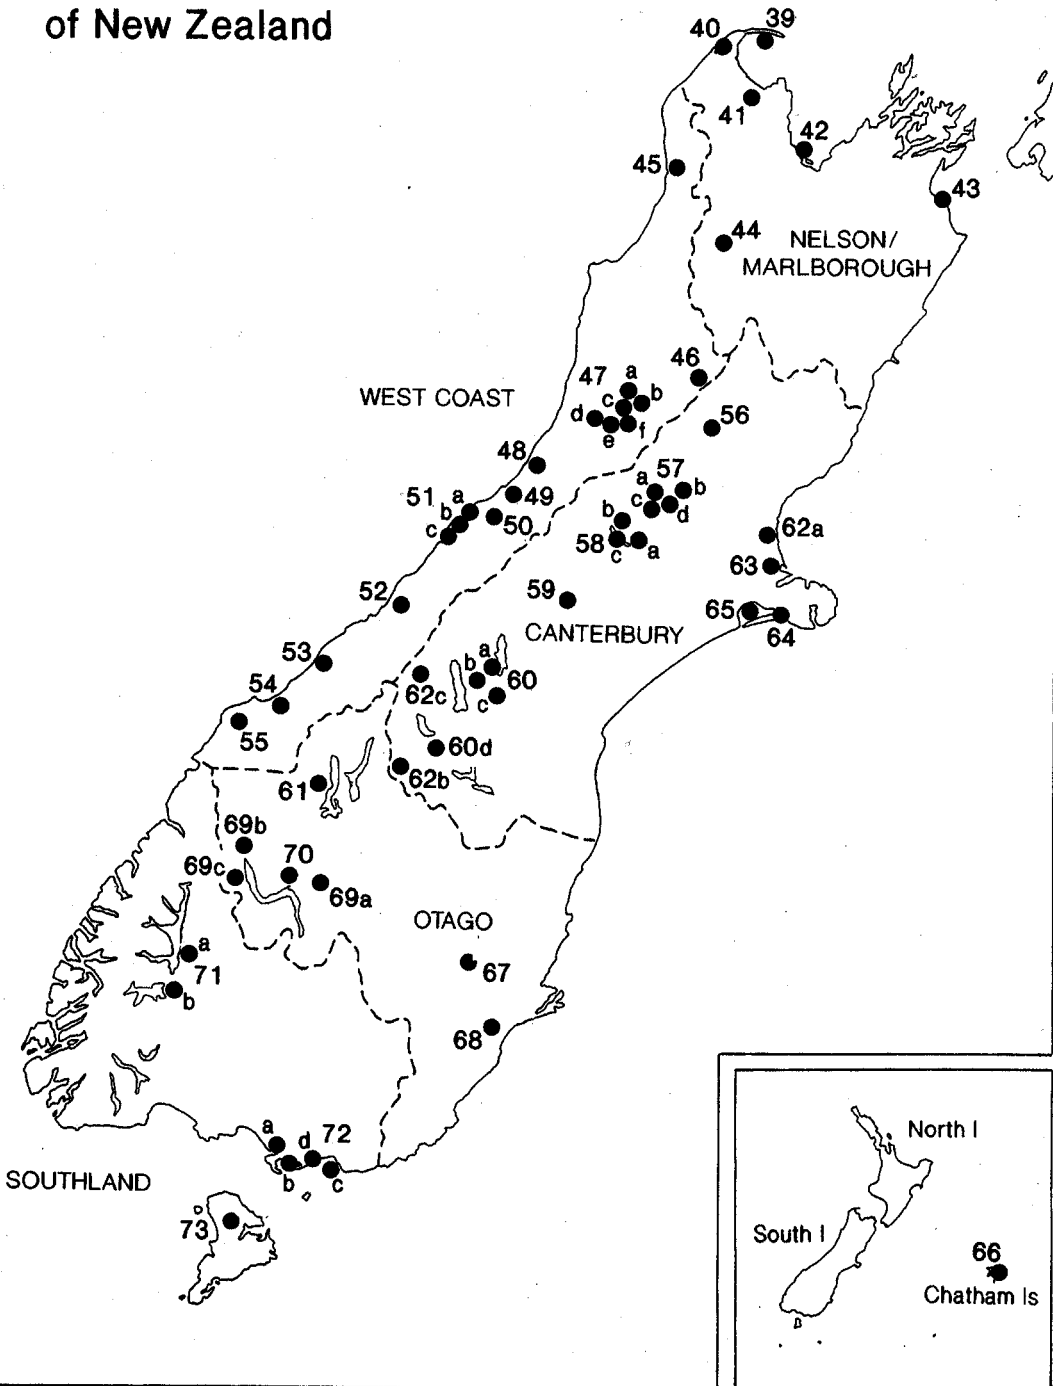 of New Zealand
40
39
41
42
45
43
44
NELSON/
MARLBOROUGH
46
47
a
b
c
d
e
f
WEST COAST
56
48
57
a
b
c
d
51
a
b
c
49
50
b
58
c
a
62a
63
52
59
65
64
CANTERBURY
53
a
b
60
c
62c
54
55
60d
62b
61
69b
70
69c
69a
OTAGO
a
71
b
67
68
a
d
72
b
c
SOUTHLAND
73
North I
South I
66
Chatham Is